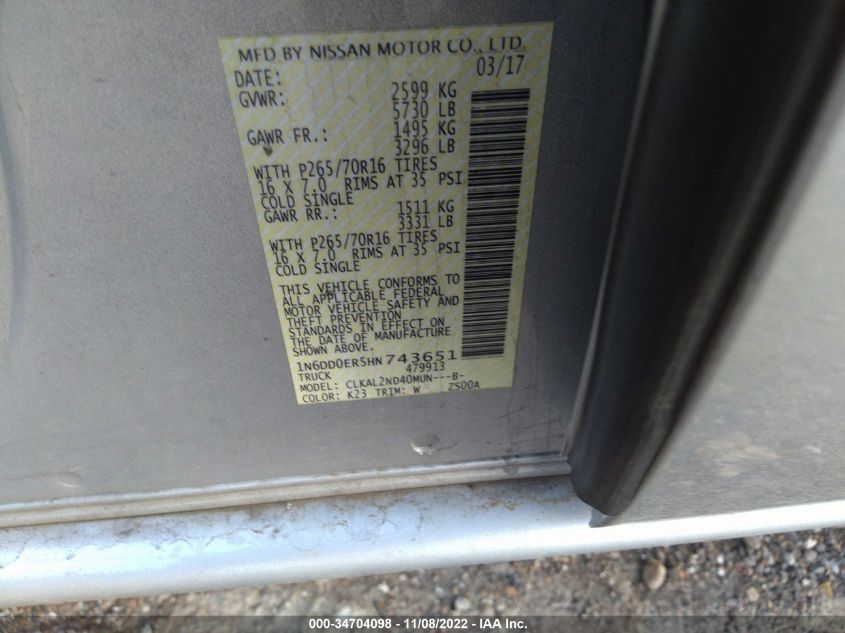 MFD BY NISSAN MOTOR CO., LTD.
DATE: 03/17
GVWR: 2599 KG
5730 LB
GAWR FR.: 1495 KG
3296 LB
WITH P265/70R16 TIRES
16 X 7.0 RIMS AT 35 PSI
COLD SINGLE
GAWR RR.: 1511 KG
3331 LB
WITH P265/70R16 TIRES
16 X 7.0 RIMS AT 35 PSI
COLD SINGLE
THIS VEHICLE CONFORMS TO
ALL APPLICABLE FEDERAL
MOTOR VEHICLE SAFETY AND
THEFT PREVENTION
STANDARDS IN EFFECT ON
THE DATE OF MANUFACTURE
1N6DD0ER5HN743651
TRUCK 479913
MODEL: CLKAL2ND40MUN---B-
COLOR: K23 TRIM: W ZS00A
000-34704098 - 11/08/2022 - IAA Inc.